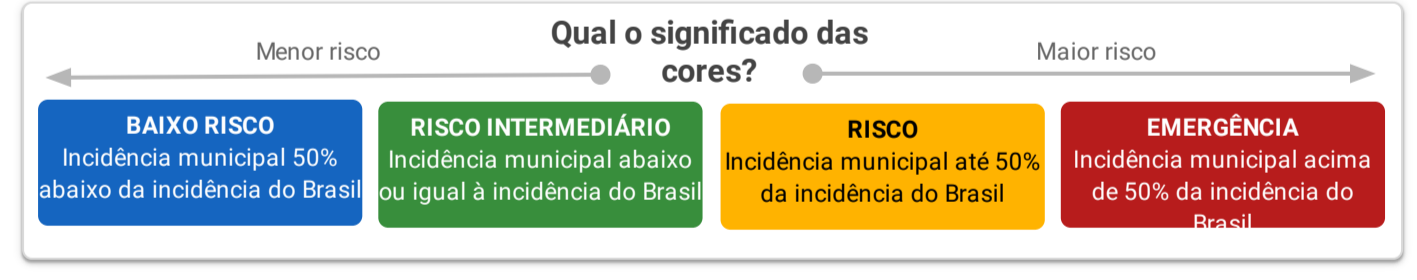 Qual o significado das
cores?
Menor risco
Maior risco
BAIXO RISCO
Incidência municipal 50%
abaixo da incidência do Brasil
RISCO INTERMEDIÁRIO
Incidência municipal abaixo
ou igual à incidência do Brasil
RISCO
Incidência municipal até 50%
da incidência do Brasil
EMERGÊNCIA
Incidência municipal acima
de 50% da incidência do
Brasil